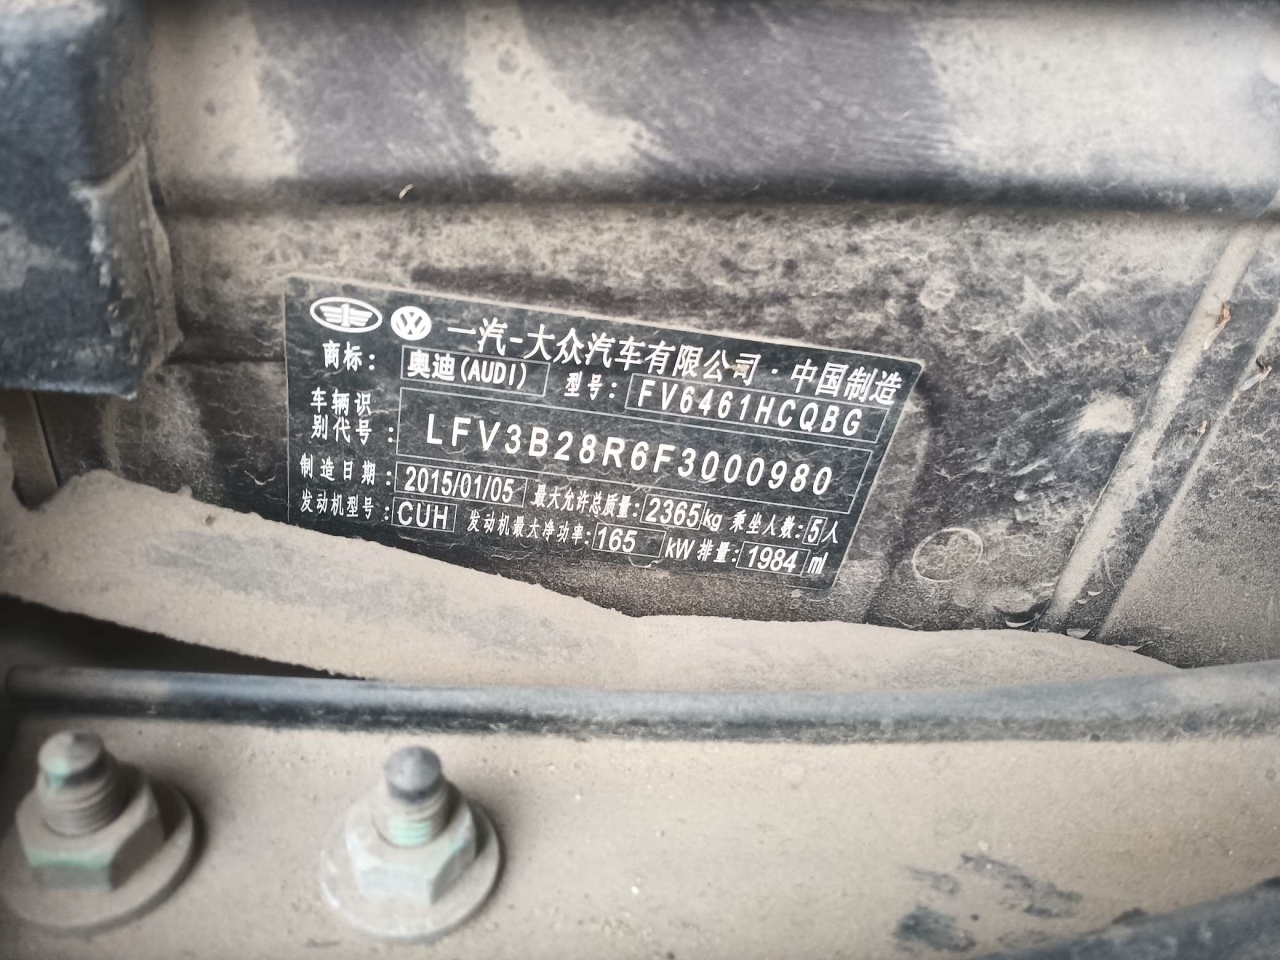 一汽-大众汽车有限公司·中国制造
商标: 奥迪(AUDI) 型号: FV6461HCQBG
车辆识别代号: LFV3B28R6F3000980
制造日期: 2015/01/05 最大允许总质量: 2365kg 乘坐人数: 5人
发动机型号: CUH 发动机最大净功率: 165 kW 排量: 1984 ml